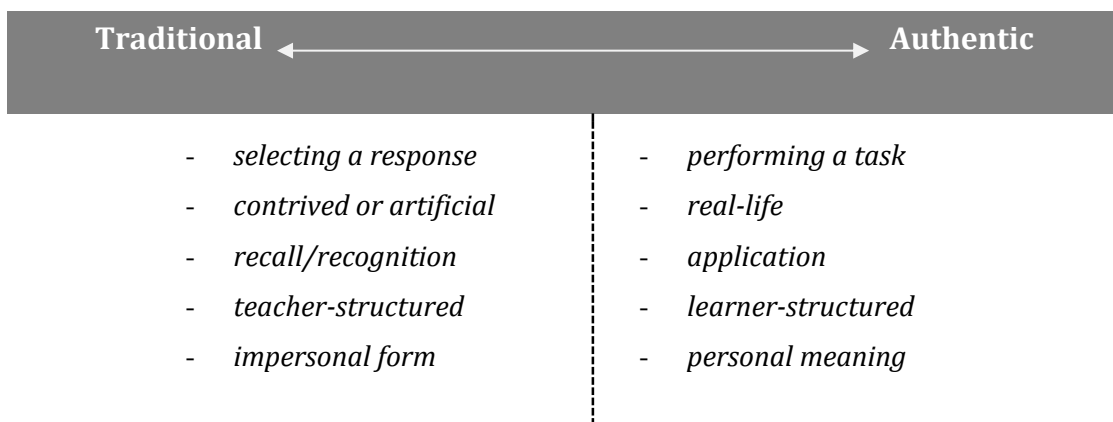 Traditional Authentic
- selecting a response
- contrived or artificial
- recall/recognition
- teacher-structured
- impersonal form
- performing a task
- real-life
- application
- learner-structured
- personal meaning